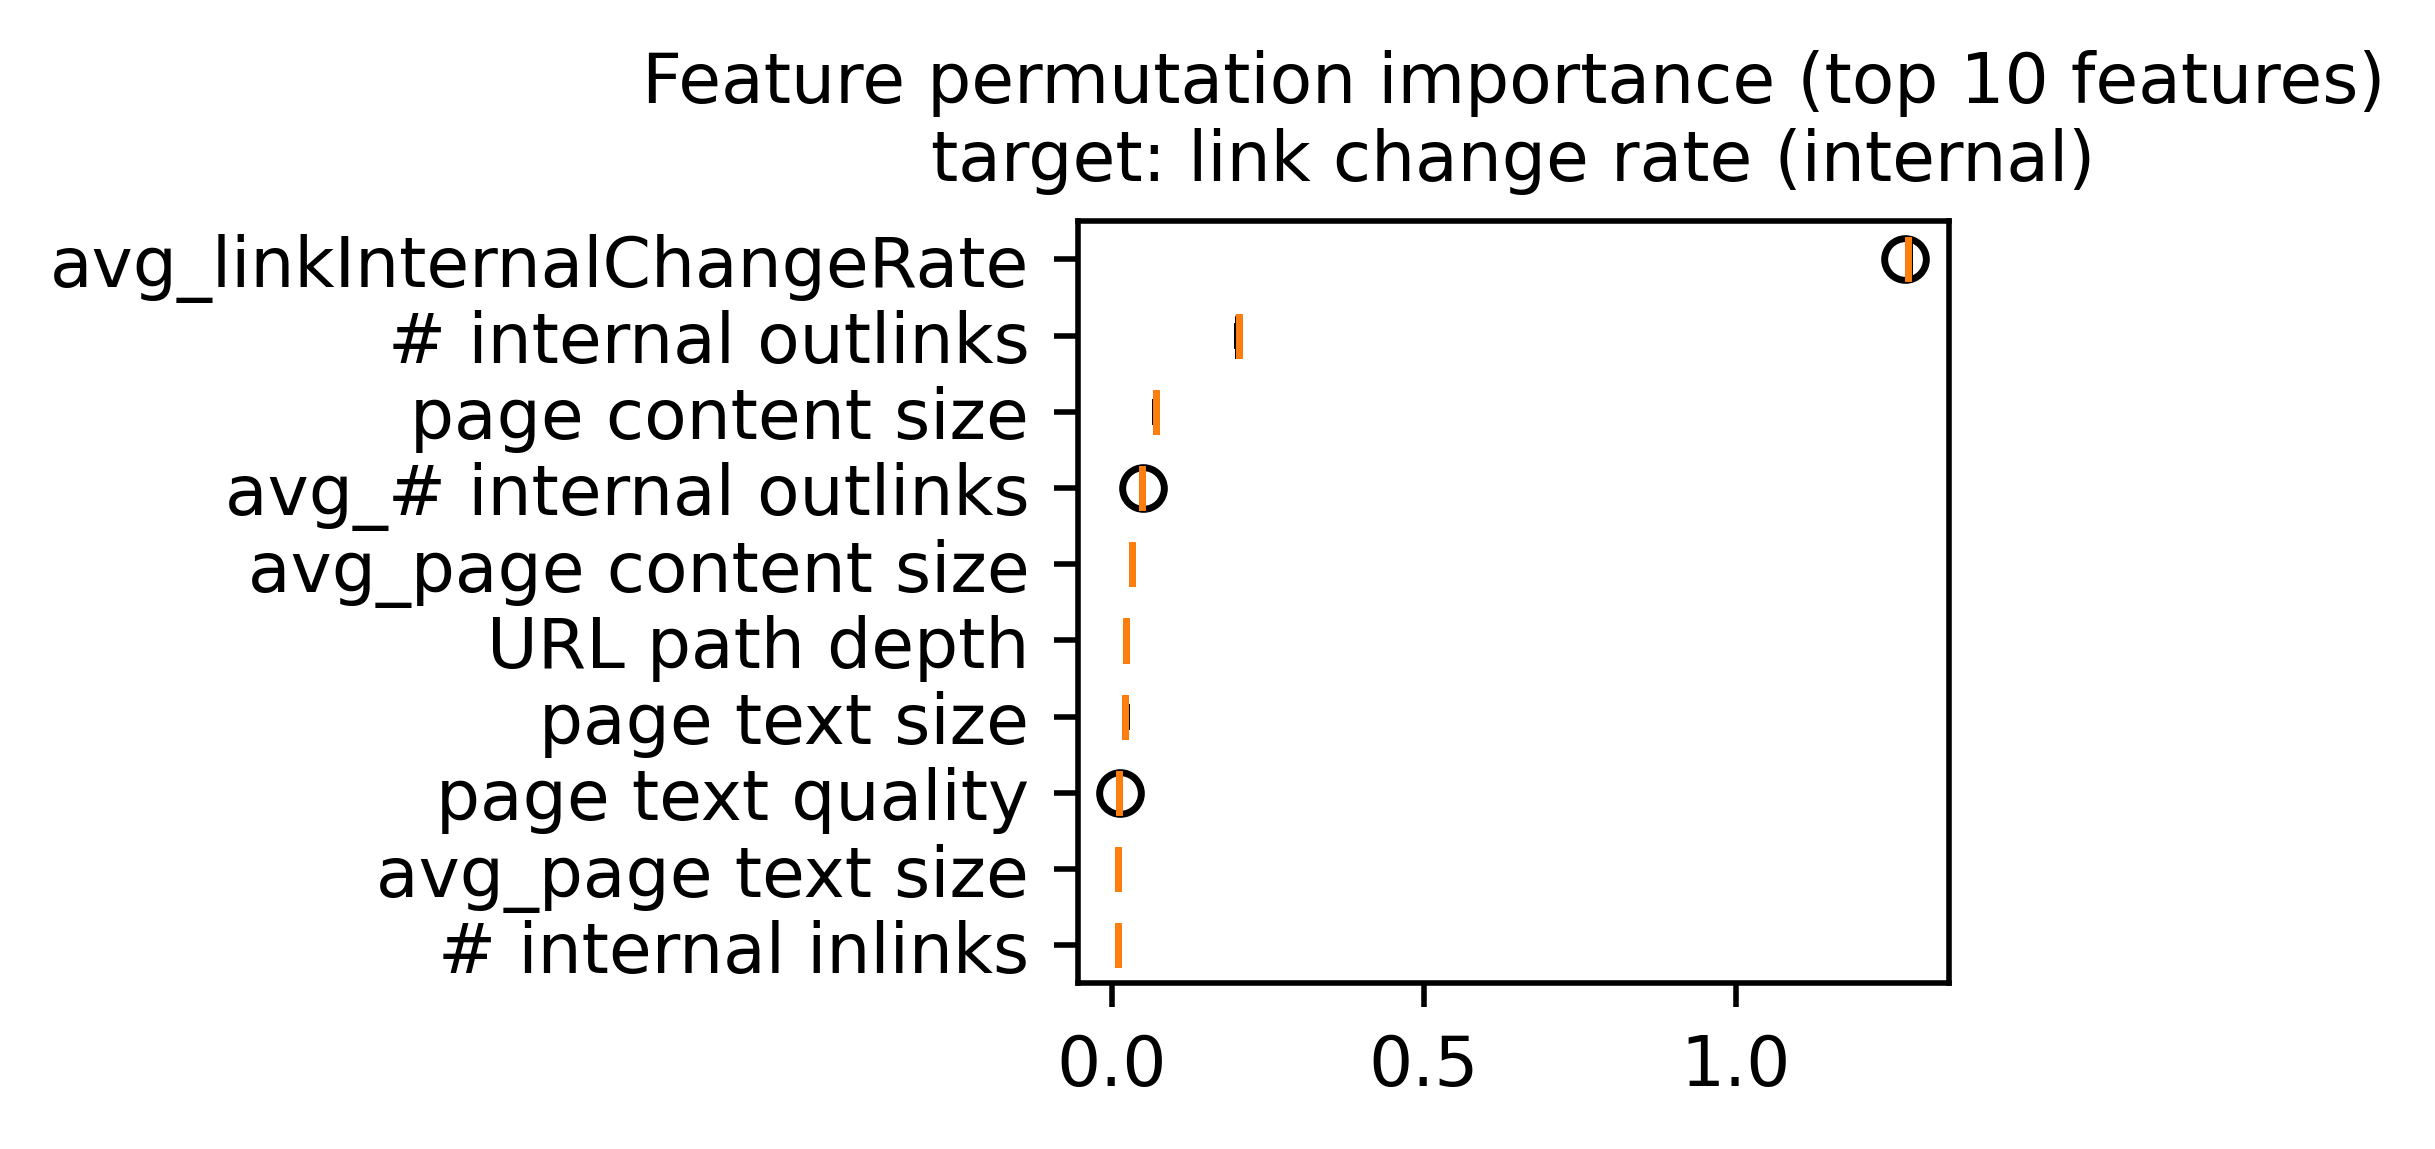 Feature permutation importance (top 10 features)
target: link change rate (internal)
avg_linkInternalChangeRate
# internal outlinks
page content size
avg_# internal outlinks
avg_page content size
URL path depth
page text size
page text quality
avg_page text size
# internal inlinks
0.0 0.5 1.0